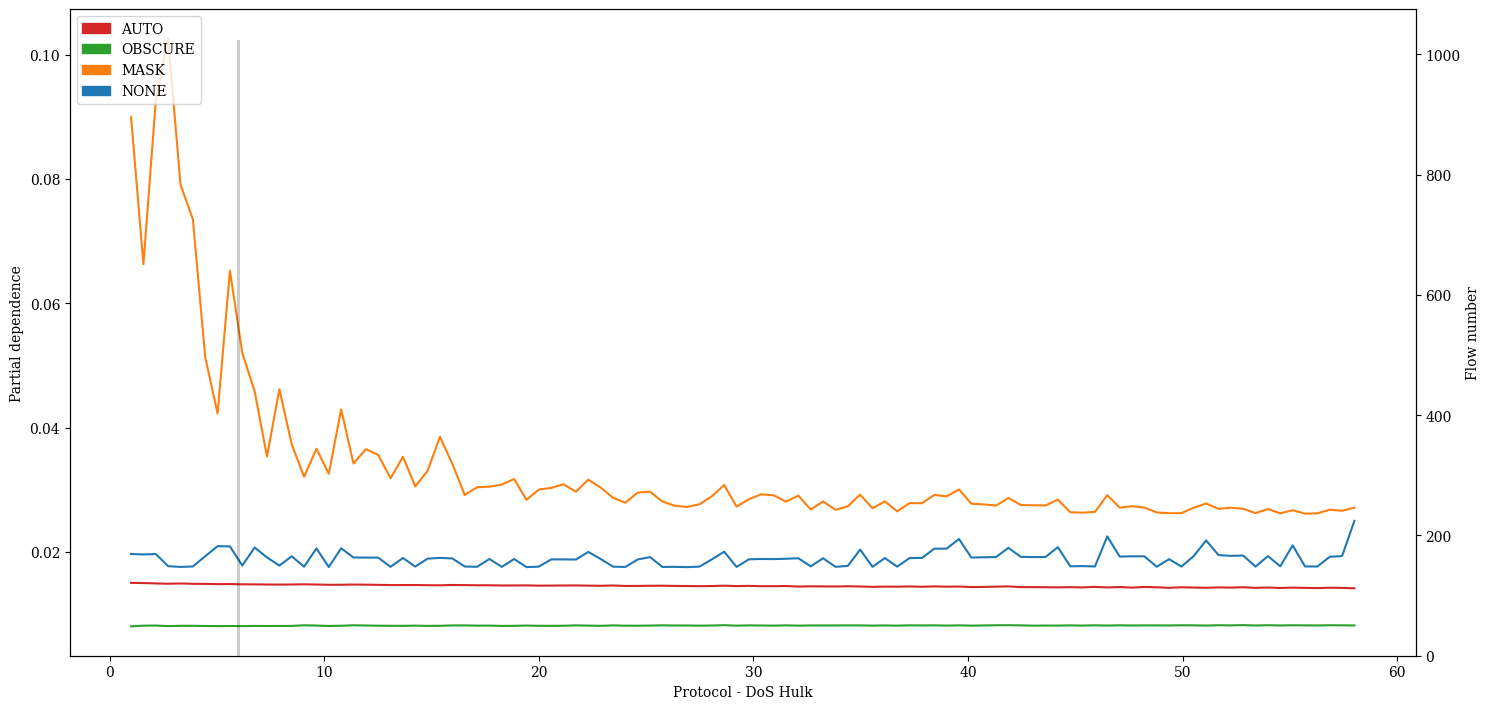 AUTO
OBSCURE
MASK
NONE
0.10
0.08
0.06
0.04
0.02
Partial dependence
1000
800
600
400
200
0
Flow number
0 10 20 30 40 50 60
Protocol - DoS Hulk